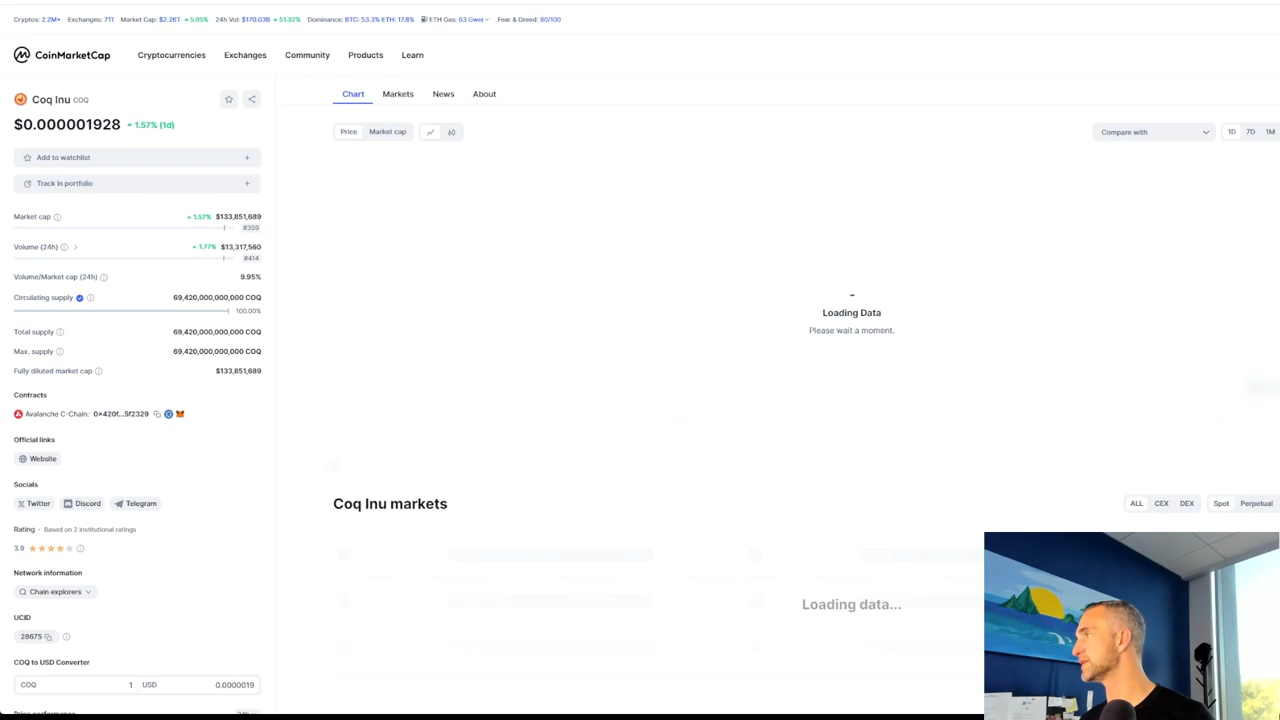 Cryptos: 2.2M+ Exchanges: 711 Market Cap: $2.26T 5.05% 24h Vol: $170.03B 51.32% Dominance: BTC: 53.3% ETH: 17.8% ETH Gas: 63 Gwei Fear & Greed: 80/100
CoinMarketCap Cryptocurrencies Exchanges Community Products Learn
Coq Inu COQ
$0.000001928 1.57% (1d)
Add to watchlist +
Track in portfolio +
Market cap 1.57% $133,851,689
#359
Volume (24h) 1.77% $13,317,560
#414
Volume/Market cap (24h) 9.95%
Circulating supply 69,420,000,000,000 COQ
100.00%
Total supply 69,420,000,000,000 COQ
Max. supply 69,420,000,000,000 COQ
Fully diluted market cap $133,851,689
Contracts
Avalanche C-Chain: 0x420f...5f2329
Official links
Website
Socials
Twitter Discord Telegram
Rating · Based on 2 institutional ratings
3.9
Network information
Chain explorers
UCID
28675
COQ to USD Converter
COQ 1 USD 0.0000019
Price performance 24h
Chart Markets News About
Price Market cap Compare with 1D 7D 1M
Loading Data
Please wait a moment.
Coq Inu markets ALL CEX DEX Spot Perpetual
Loading data...